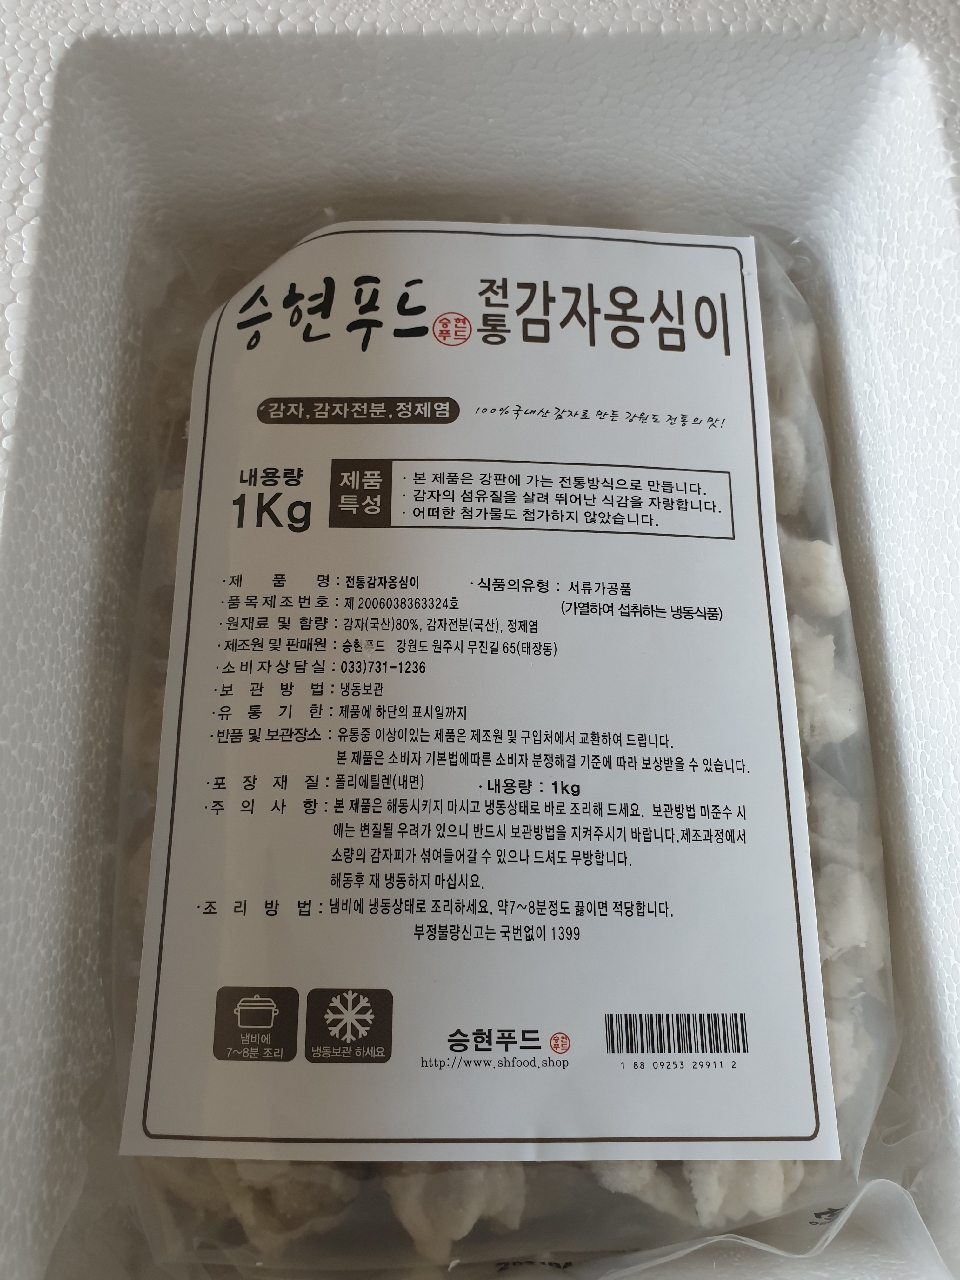 승현푸드 승현푸드 전통 감자옹심이
감자,감자전분,정제염 100%국내산감자로 만든 강원도 전통의 맛!
내용량
1Kg
제품
특성
· 본 제품은 강판에 가는 전통방식으로 만듭니다.
· 감자의 섬유질을 살려 뛰어난 식감을 자랑합니다.
· 어떠한 첨가물도 첨가하지 않았습니다.
·제 품 명 : 전통감자옹심이 ·식품의유형 : 서류가공품
·품목제조번호 : 제 2006038363324호 (가열하여 섭취하는 냉동식품)
·원재료 및 함량 : 감자(국산)80%, 감자전분(국산), 정제염
·제조원 및 판매원 : 승현푸드 강원도 원주시 무진길 65(태장동)
·소비자상담실 : 033)731-1236
·보 관 방 법 : 냉동보관
·유 통 기 한 : 제품에 하단의 표시일까지
·반품 및 보관장소 : 유통중 이상이있는 제품은 제조원 및 구입처에서 교환하여 드립니다.
본 제품은 소비자 기본법에따른 소비자 분쟁해결 기준에 따라 보상받을 수 있습니다.
·포 장 재 질 : 폴리에틸렌(내면) ·내용량 : 1kg
·주 의 사 항 : 본 제품은 해동시키지 마시고 냉동상태로 바로 조리해 드세요. 보관방법 미준수 시
에는 변질될 우려가 있으니 반드시 보관방법을 지켜주시기 바랍니다.제조과정에서
소량의 감자피가 섞여들어갈 수 있으나 드셔도 무방합니다.
해동후 재 냉동하지 마십시요.
·조 리 방 법 : 냄비에 냉동상태로 조리하세요. 약7~8분정도 끓이면 적당합니다.
부정불량신고는 국번없이 1399
냄비에
7~8분 조리
냉동보관 하세요
승현푸드 승현푸드
http://www.shfood.shop
1 88 09253 29911 2